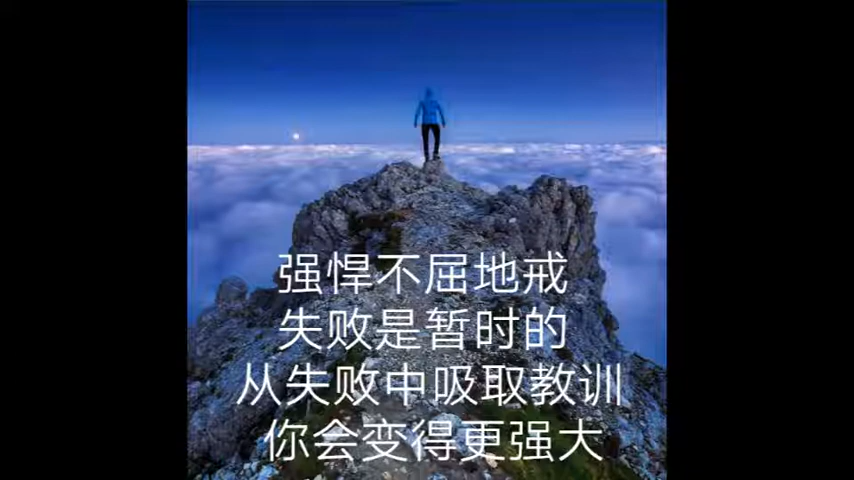 强悍不屈地戒
失败是暂时的
从失败中吸取教训
你会变得更强大